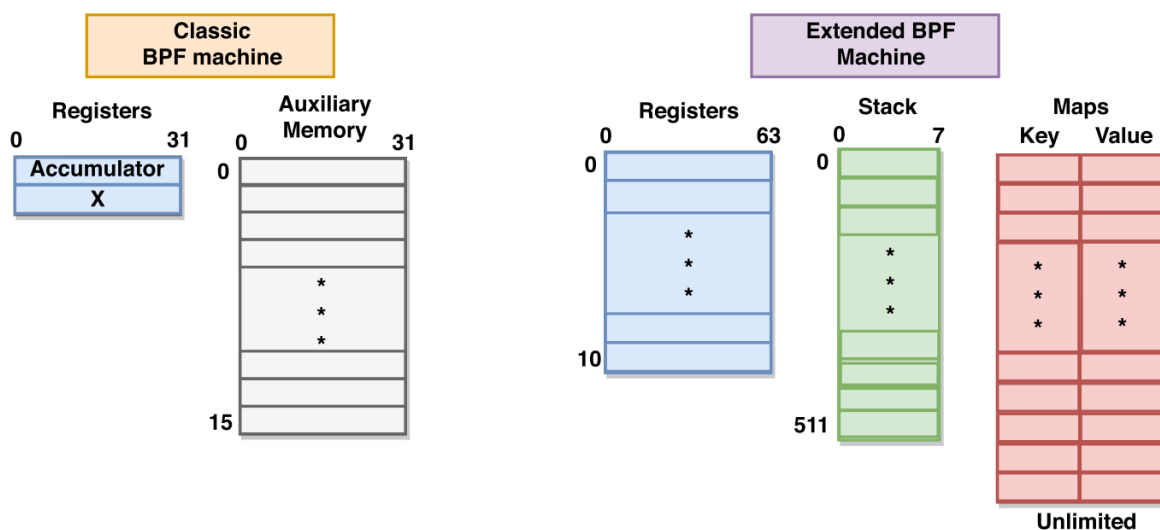 Classic
BPF machine
Registers
0 31
Accumulator
X
Auxiliary
Memory
0 31
0
*
*
*
15
Extended BPF
Machine
Registers
0 63
0
*
*
*
10
Stack
0 7
0
*
*
*
511
Maps
Key Value
* *
* *
* *
Unlimited